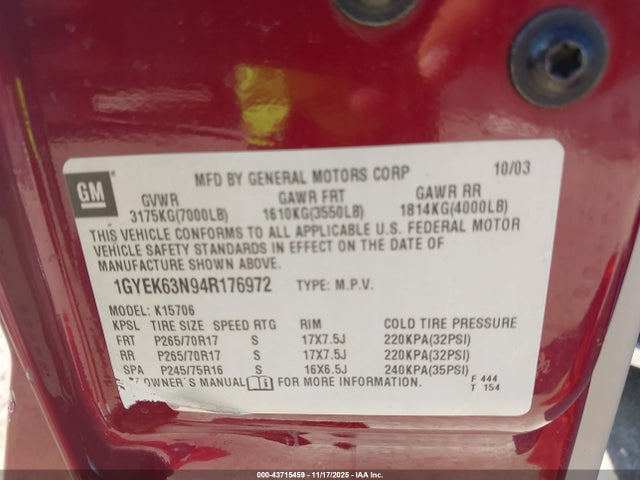 MFD BY GENERAL MOTORS CORP 10/03
GM
GVWR GAWR FRT GAWR RR
3175KG(7000LB) 1610KG(3550LB) 1814KG(4000LB)
THIS VEHICLE CONFORMS TO ALL APPLICABLE U.S. FEDERAL MOTOR
VEHICLE SAFETY STANDARDS IN EFFECT ON THE DATE OF
MANUFACTURE SHOWN ABOVE.
1GYEK63N94R176972 TYPE: M.P.V.
MODEL: K15706
KPSL TIRE SIZE SPEED RTG RIM COLD TIRE PRESSURE
FRT P265/70R17 S 17X7.5J 220KPA(32PSI)
RR P265/70R17 S 17X7.5J 220KPA(32PSI)
SPA P245/75R16 S 16X6.5J 240KPA(35PSI)
OWNER'S MANUAL FOR MORE INFORMATION. F 444
T 154
000-43715459 - 11/17/2025 - IAA Inc.